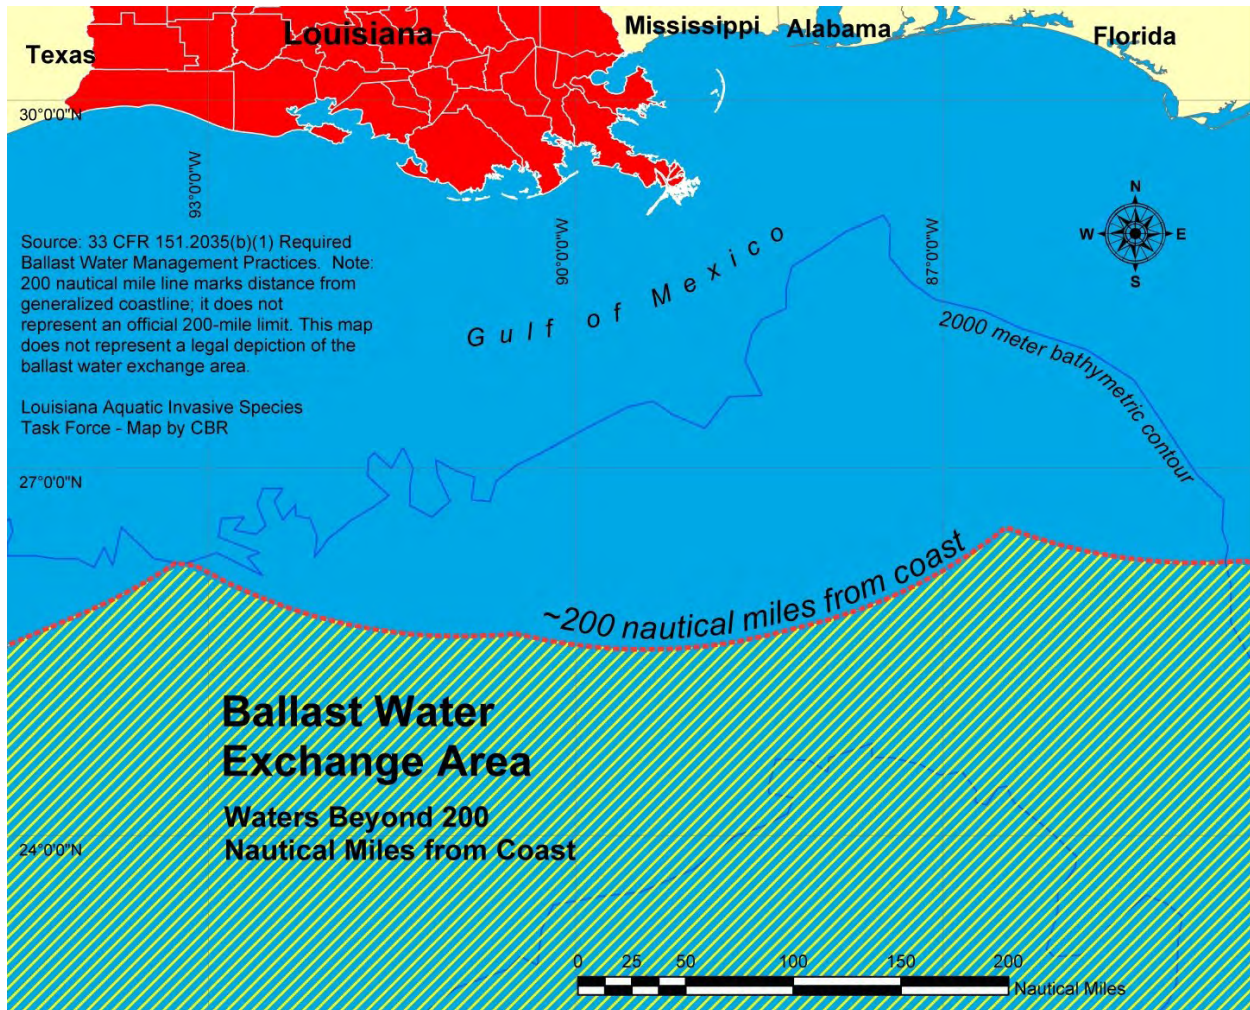 Texas
Louisiana
Mississippi
Alabama
Florida
30°0'0"N
93°0'0"W
90°0'0"W
87°0'0"W
N
W
E
S
Source: 33 CFR 151.2035(b)(1) Required
Ballast Water Management Practices. Note:
200 nautical mile line marks distance from
generalized coastline; it does not
represent an official 200-mile limit. This map
does not represent a legal depiction of the
ballast water exchange area.
Louisiana Aquatic Invasive Species
Task Force - Map by CBR
Gulf of Mexico
2000 meter bathymetric contour
27°0'0"N
~200 nautical miles from coast
Ballast Water
Exchange Area
Waters Beyond 200
Nautical Miles from Coast
24°0'0"N
0 25 50 100 150 200
Nautical Miles